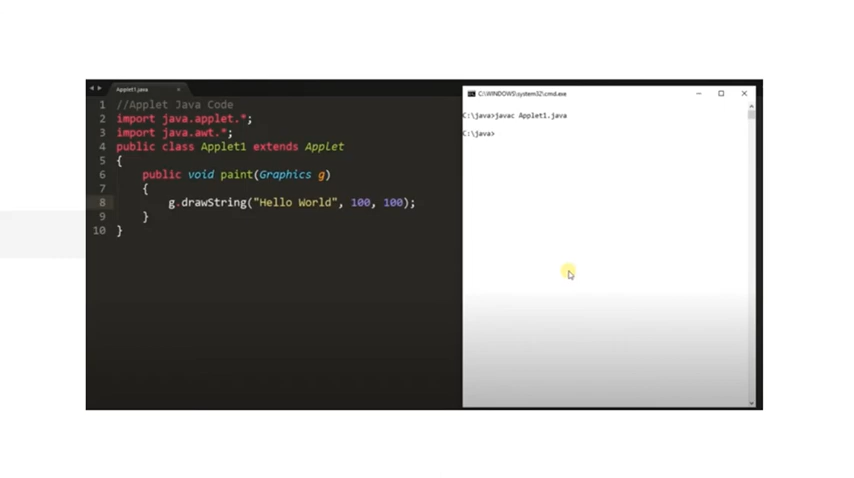 Applet1.java
1 //Applet Java Code
2 import java.applet.*;
3 import java.awt.*;
4 public class Applet1 extends Applet
5 {
6 public void paint(Graphics g)
7 {
8 g.drawString("Hello World", 100, 100);
9 }
10 }
C:\WINDOWS\system32\cmd.exe
C:\java>javac Applet1.java
C:\java>